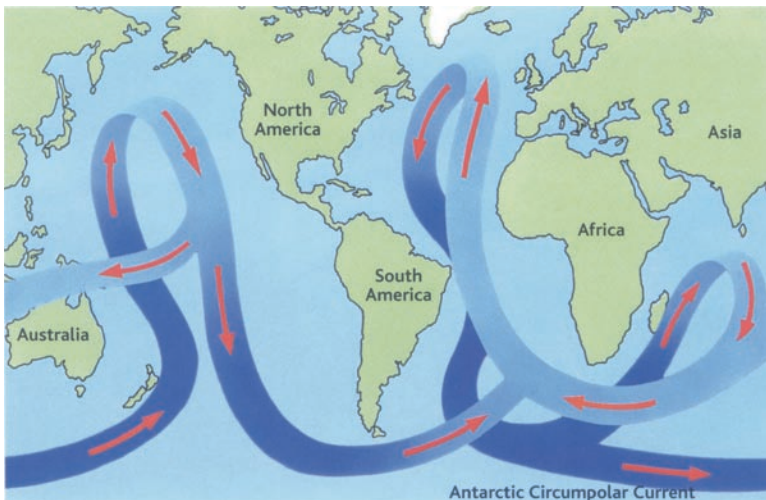 North
America
Asia
Africa
South
America
Australia
Antarctic Circumpolar Current